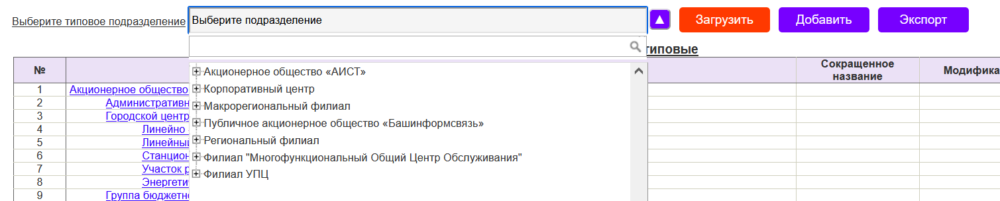 Выберите типовое подразделение Выберите подразделение ▲ Загрузить Добавить Экспорт
типовые
№ Сокращенное название Модифика
Акционерное общество «АИСТ»
Корпоративный центр
Макрорегиональный филиал
Публичное акционерное общество «Башинформсвязь»
Региональный филиал
Филиал "Многофункциональный Общий Центр Обслуживания"
Филиал УПЦ
1 Акционерное общество
2 Административн
3 Городской центр
4 Линейно
5 Линейный
6 Станцион
7 Участок р
8 Энергети
9 Группа бюджетно